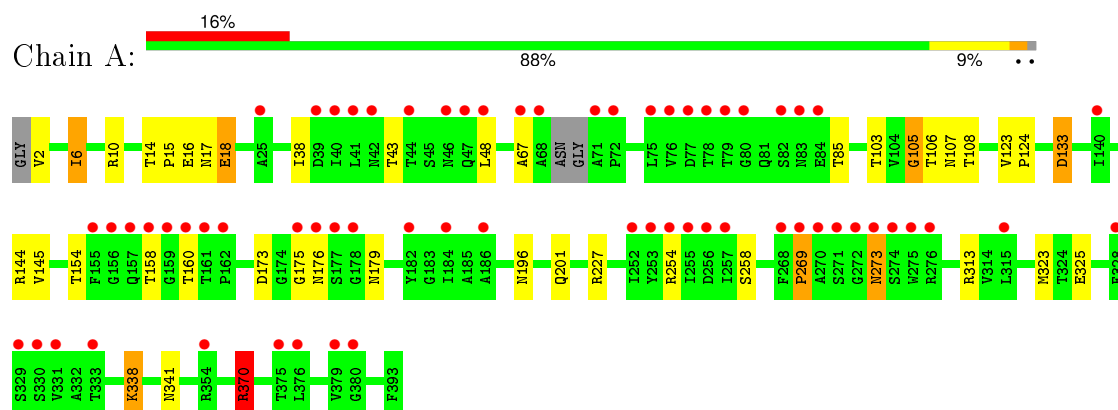 16%
Chain A:
88% 9% • •
GLY V2 I6 R10 T14 P15 E16 N17 E18 A25 I38 D39 I40 L41 N42 T43 T44 S45 N46 Q47 L48 A67 A68 ASN GLY A71 P72 I75 V76 D77 T78 T79 G80 Q81 S82 N83 E84 T85 T103 V104 G105 T106 N107 T108 V123 P124 D133 I140
R144 V145 T154 F155 G156 Q157 T158 G159 T160 T161 P162 D173 G174 G175 N176 S177 G178 N179 Y182 G183 I184 A185 A186 N196 Q201 R227 I252 Y253 R254 I255 D256 I257 S258 F268 P269 A270 S271 G272 N273 S274 W275 R276 R313 V314 L315 M323 T324 E325
S329 S330 V331 A332 T333 K338 N341 R354 R370 T375 L376 V379 G380 F393